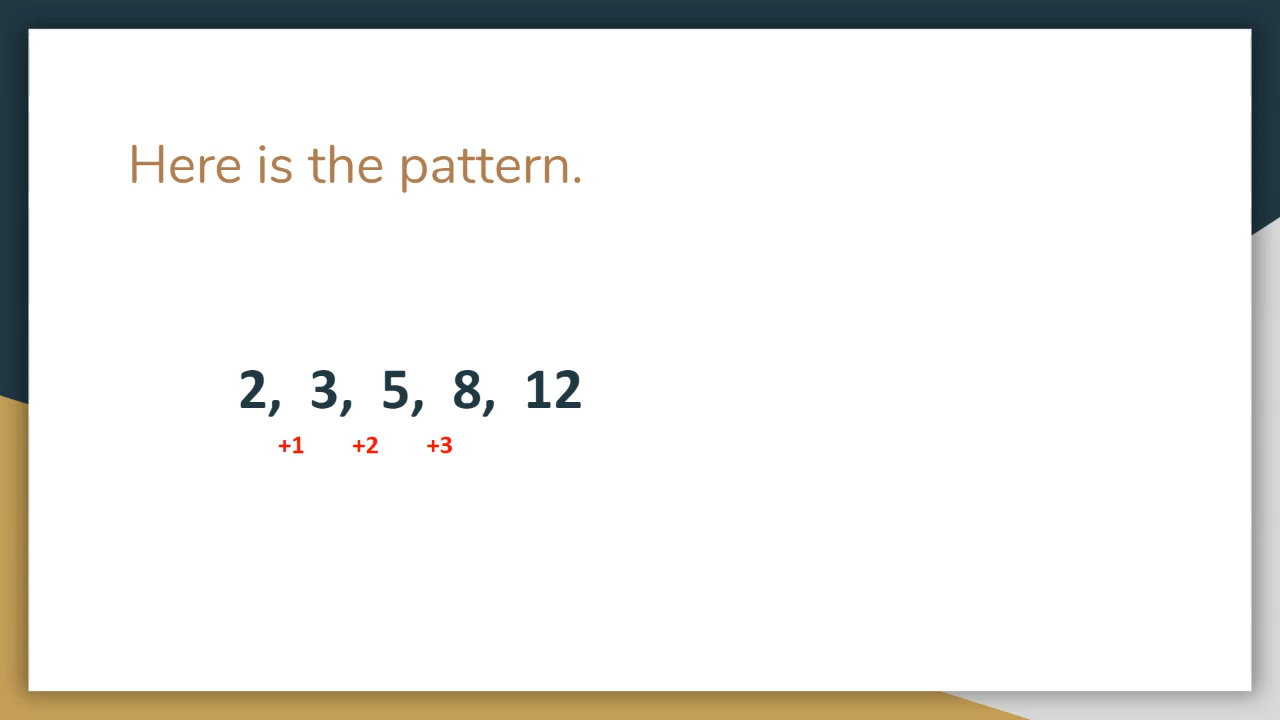 Here is the pattern.
2, 3, 5, 8, 12
+1 +2 +3